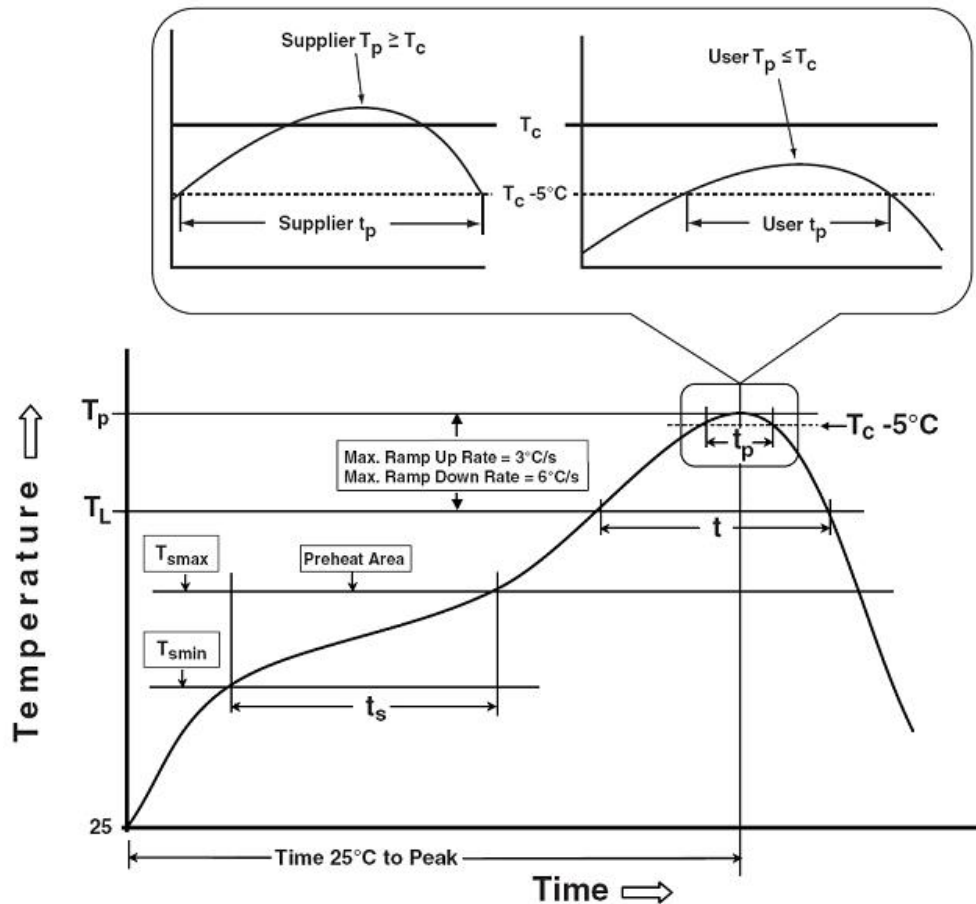 Supplier Tp ≥ Tc
User Tp ≤ Tc
Tc
Tc -5°C
Supplier tp
User tp
Tp
Tc -5°C
tp
Max. Ramp Up Rate = 3°C/s
Max. Ramp Down Rate = 6°C/s
TL
t
Tsmax
Preheat Area
Tsmin
ts
Temperature
25
Time 25°C to Peak
Time